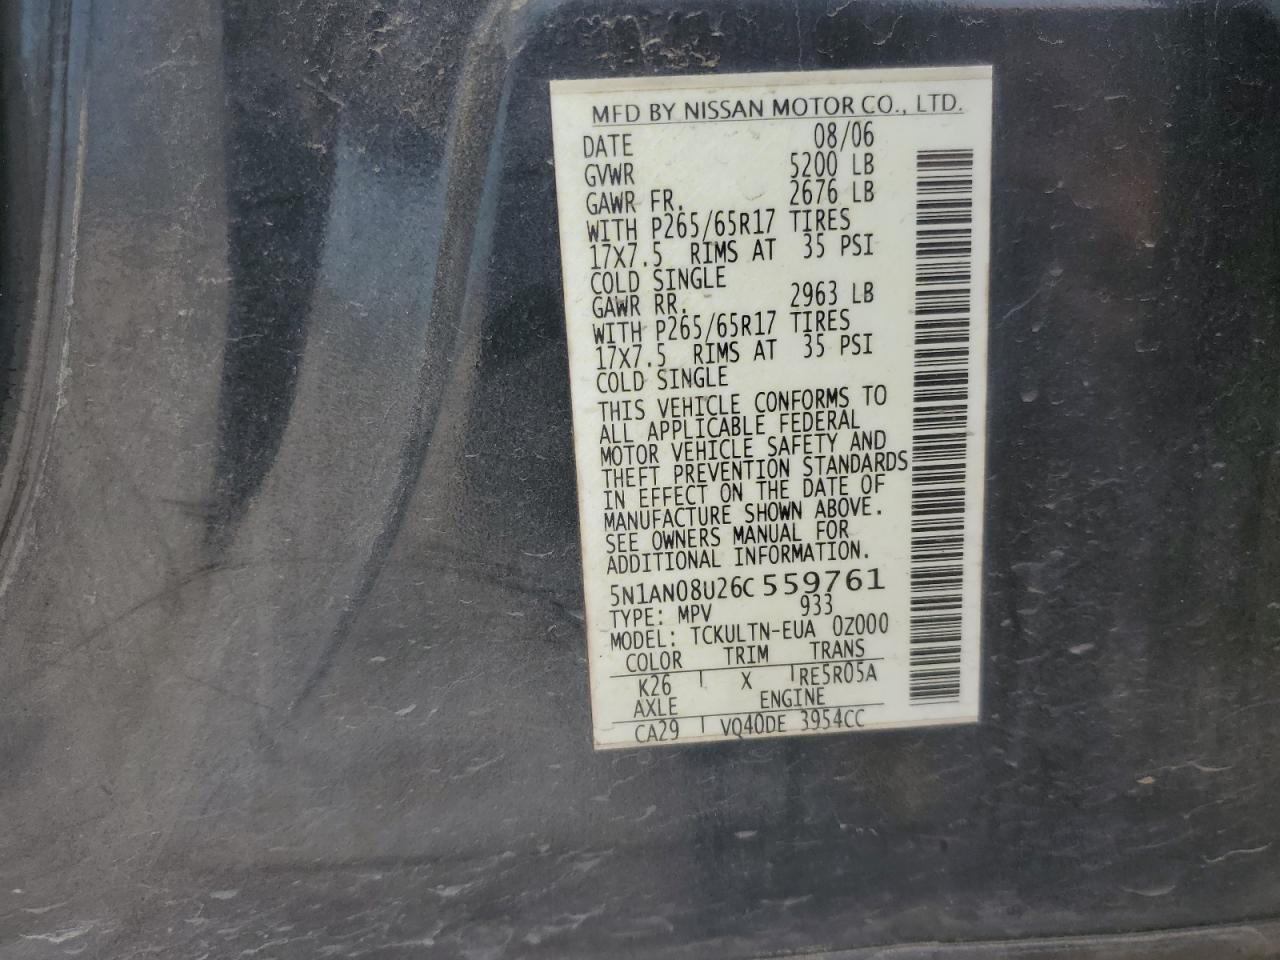 MFD BY NISSAN MOTOR CO., LTD.
DATE 08/06
GVWR 5200 LB
GAWR FR. 2676 LB
WITH P265/65R17 TIRES
17X7.5 RIMS AT 35 PSI
COLD SINGLE
GAWR RR. 2963 LB
WITH P265/65R17 TIRES
17X7.5 RIMS AT 35 PSI
COLD SINGLE
THIS VEHICLE CONFORMS TO
ALL APPLICABLE FEDERAL
MOTOR VEHICLE SAFETY AND
THEFT PREVENTION STANDARDS
IN EFFECT ON THE DATE OF
MANUFACTURE SHOWN ABOVE.
SEE OWNERS MANUAL FOR
ADDITIONAL INFORMATION.
5N1AN08U26C 559761
TYPE: MPV 933
MODEL: TCKULTN-EUA 0Z000
COLOR TRIM TRANS
K26 X RE5R05A
AXLE ENGINE
CA29 VQ40DE 3954CC